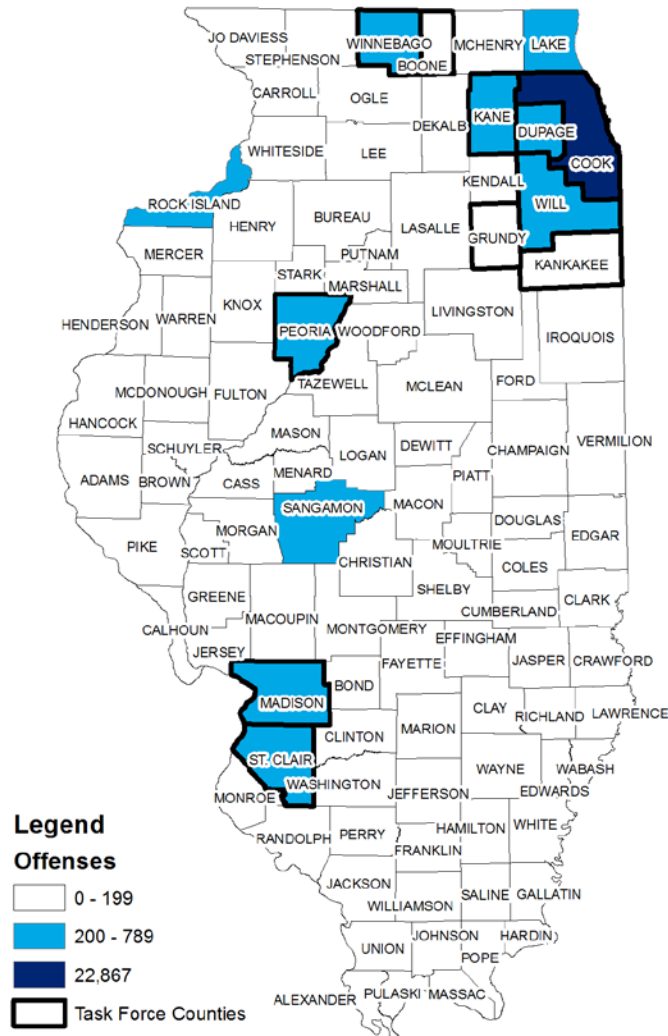 JO DAVIESS
STEPHENSON
WINNEBAGO
BOONE
MCHENRY
LAKE
CARROLL
OGLE
DEKALB
KANE
DUPAGE
COOK
WHITESIDE
LEE
KENDALL
WILL
ROCK ISLAND
HENRY
BUREAU
LASALLE
GRUNDY
MERCER
PUTNAM
KANKAKEE
STARK
MARSHALL
KNOX
LIVINGSTON
HENDERSON
WARREN
PEORIA
WOODFORD
IROQUOIS
TAZEWELL
MCLEAN
FORD
MCDONOUGH
FULTON
HANCOCK
MASON
SCHUYLER
LOGAN
DEWITT
CHAMPAIGN
VERMILION
ADAMS
BROWN
CASS
MENARD
PIATT
SANGAMON
MACON
MORGAN
DOUGLAS
EDGAR
PIKE
SCOTT
CHRISTIAN
MOULTRIE
COLES
GREENE
SHELBY
CLARK
CALHOUN
MACOUPIN
CUMBERLAND
MONTGOMERY
EFFINGHAM
JERSEY
FAYETTE
JASPER
CRAWFORD
MADISON
BOND
CLAY
RICHLAND
LAWRENCE
CLINTON
MARION
ST. CLAIR
WASHINGTON
WAYNE
WABASH
MONROE
JEFFERSON
EDWARDS
RANDOLPH
PERRY
HAMILTON
WHITE
FRANKLIN
JACKSON
WILLIAMSON
SALINE
GALLATIN
UNION
JOHNSON
HARDIN
POPE
ALEXANDER
PULASKI
MASSAC
Legend
Offenses
0 - 199
200 - 789
22,867
Task Force Counties